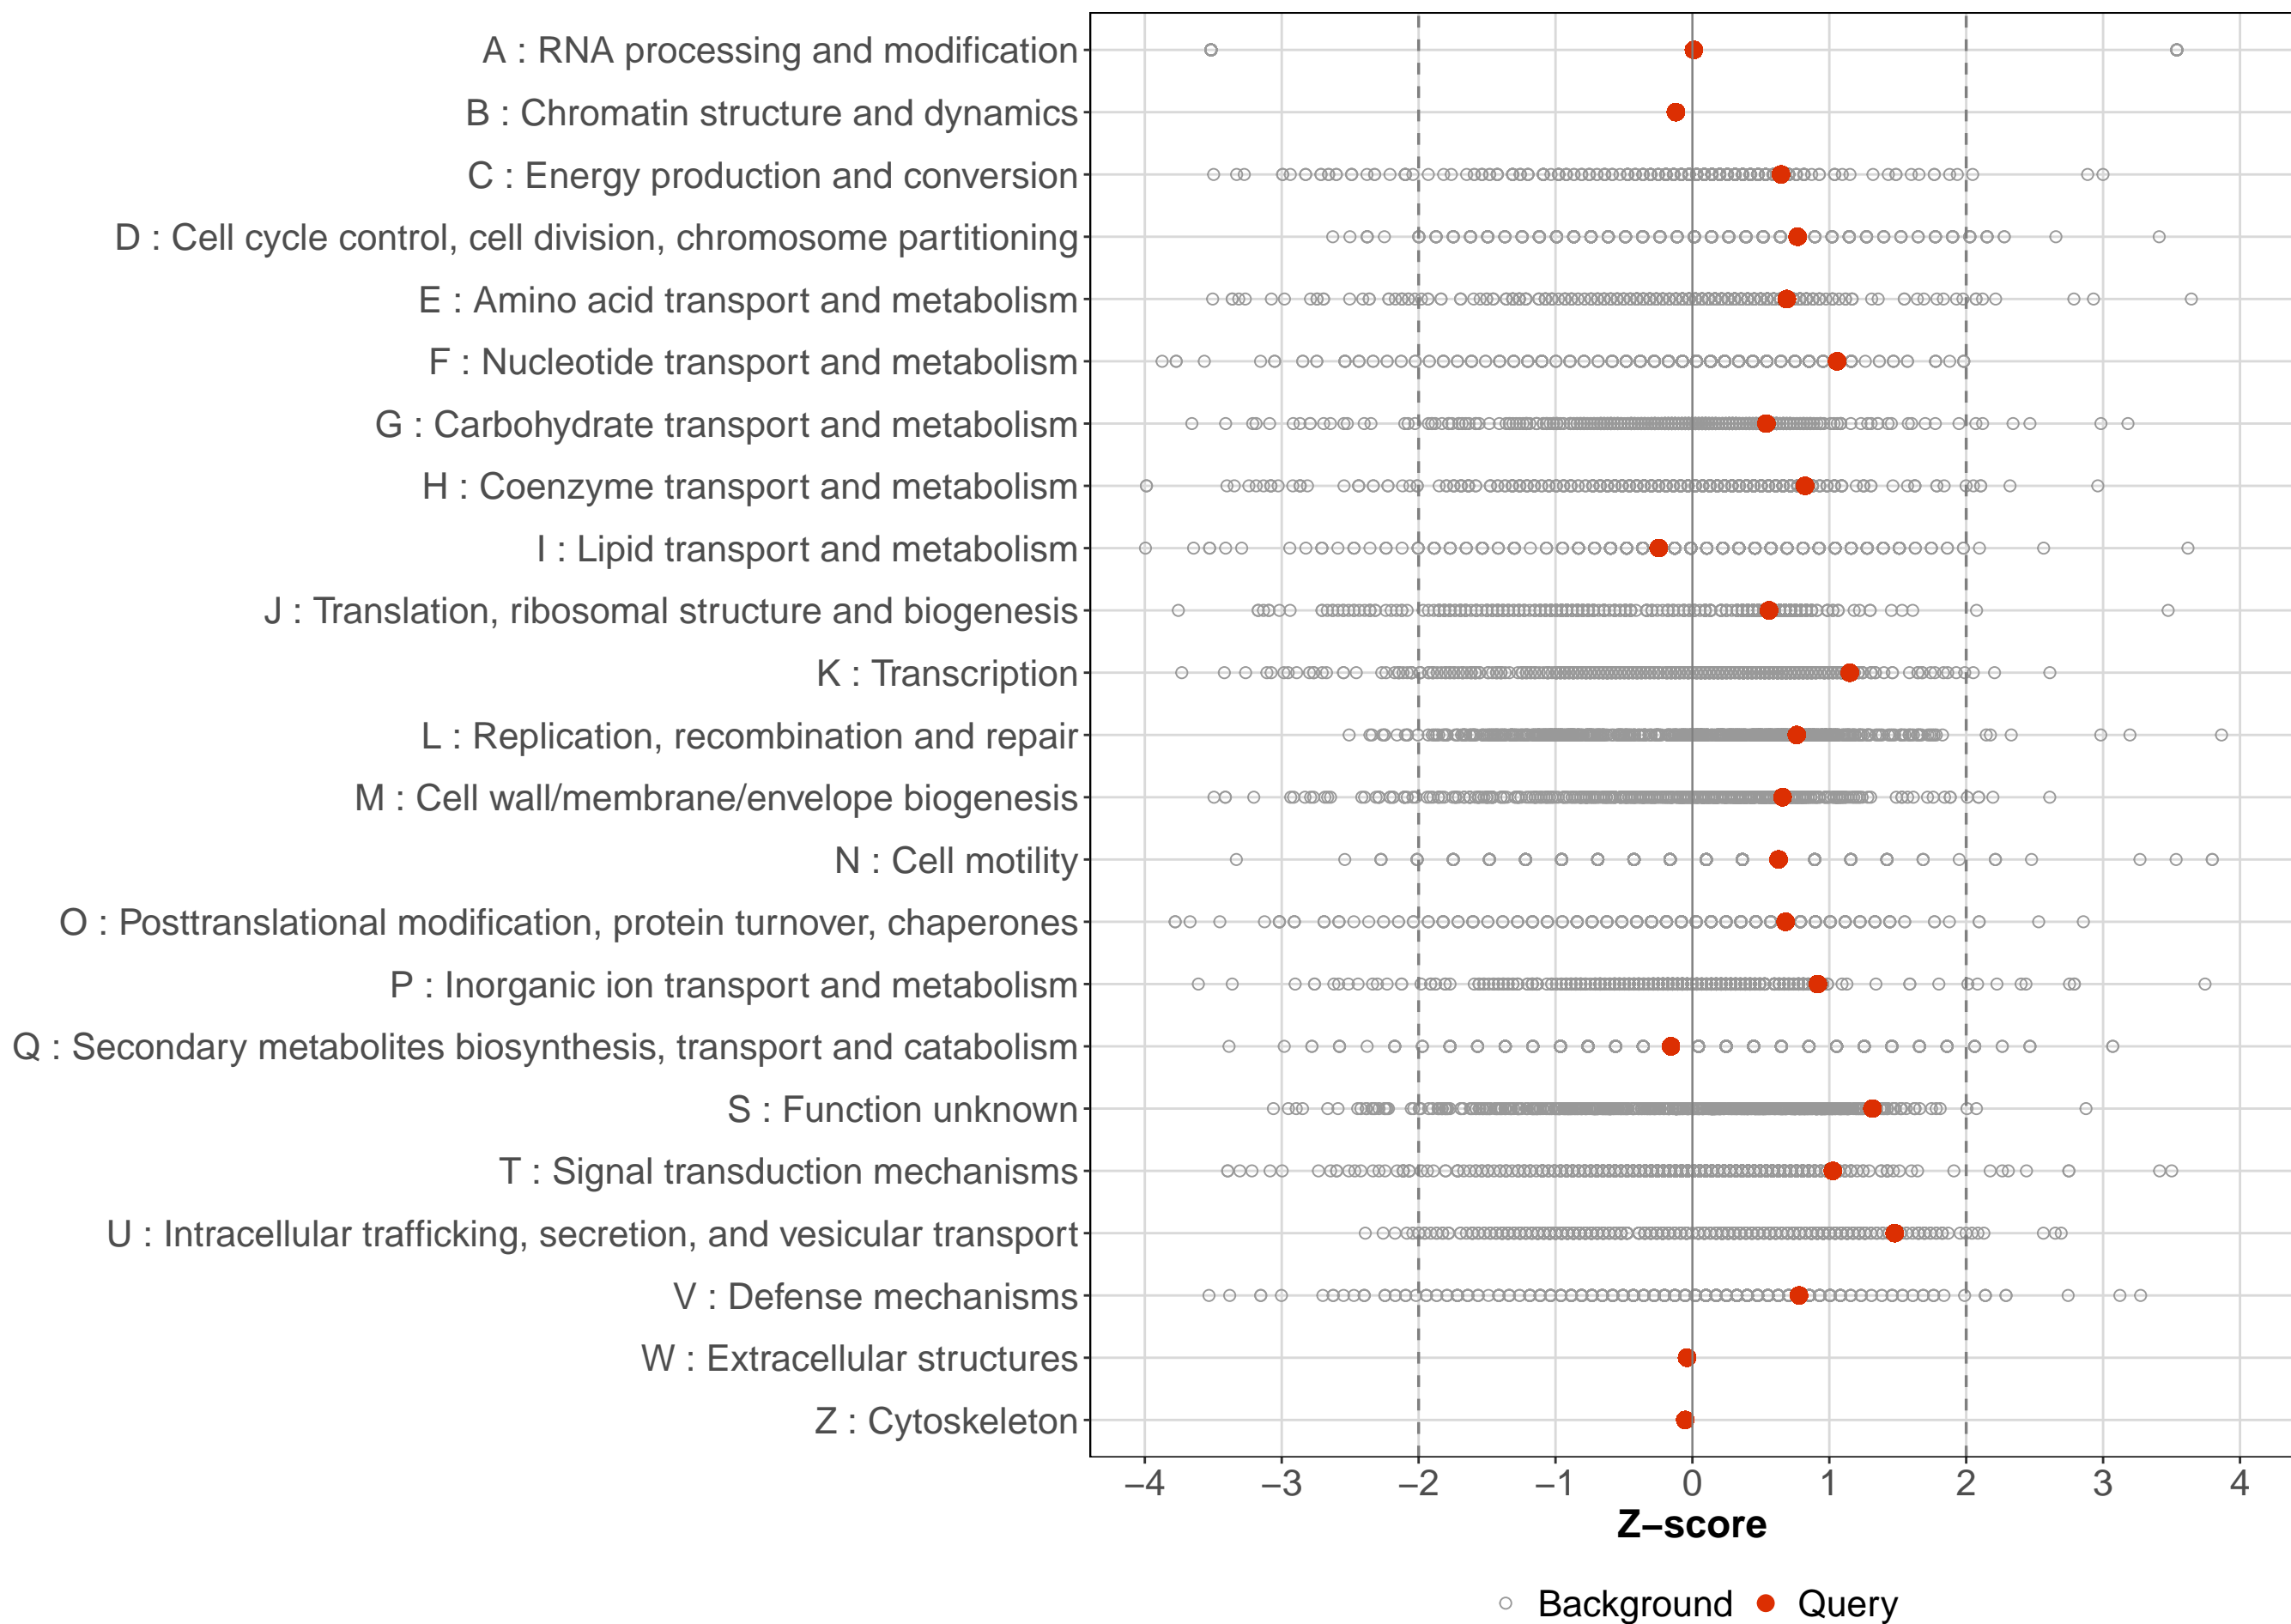 A : RNA processing and modification
B : Chromatin structure and dynamics
C : Energy production and conversion
D : Cell cycle control, cell division, chromosome partitioning
E : Amino acid transport and metabolism
F : Nucleotide transport and metabolism
G : Carbohydrate transport and metabolism
H : Coenzyme transport and metabolism
I : Lipid transport and metabolism
J : Translation, ribosomal structure and biogenesis
K : Transcription
L : Replication, recombination and repair
M : Cell wall/membrane/envelope biogenesis
N : Cell motility
O : Posttranslational modification, protein turnover, chaperones
P : Inorganic ion transport and metabolism
Q : Secondary metabolites biosynthesis, transport and catabolism
S : Function unknown
T : Signal transduction mechanisms
U : Intracellular trafficking, secretion, and vesicular transport
V : Defense mechanisms
W : Extracellular structures
Z : Cytoskeleton
−4 −3 −2 −1 0 1 2 3 4
Z−score
Background Query